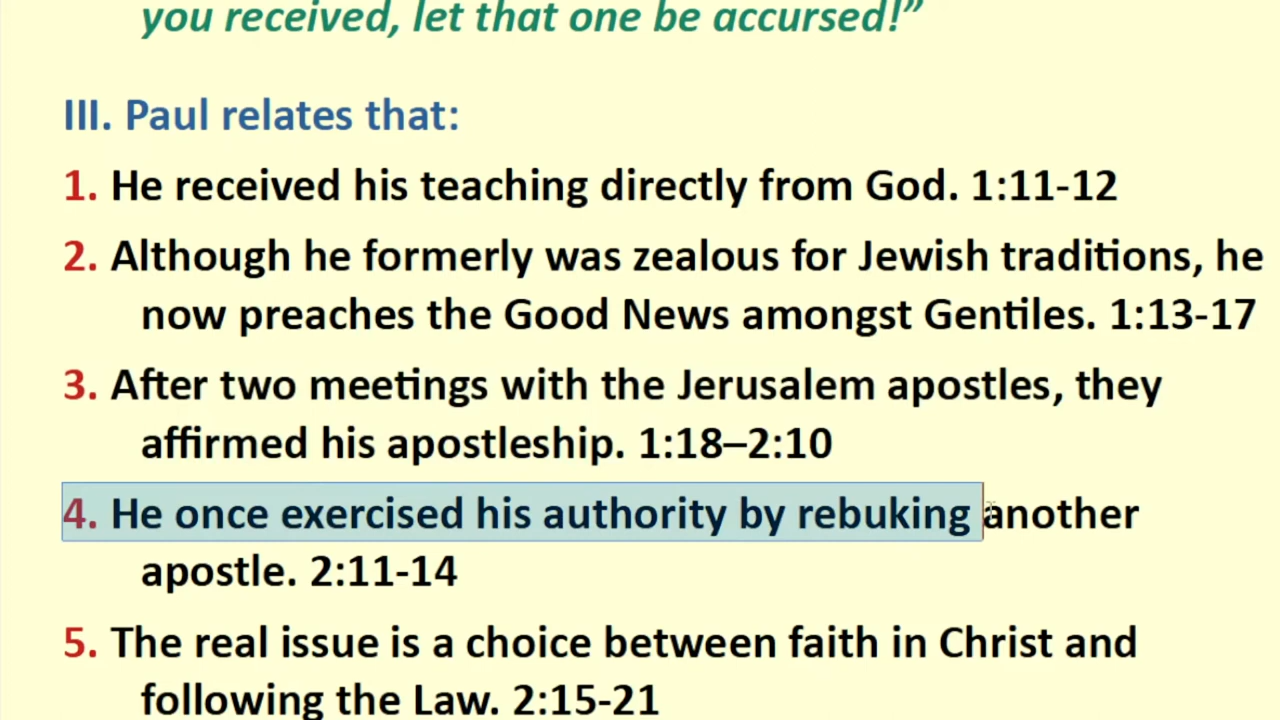 you received, let that one be accursed!”
III. Paul relates that:
1. He received his teaching directly from God. 1:11-12
2. Although he formerly was zealous for Jewish traditions, he
now preaches the Good News amongst Gentiles. 1:13-17
3. After two meetings with the Jerusalem apostles, they
affirmed his apostleship. 1:18–2:10
4. He once exercised his authority by rebuking another
apostle. 2:11-14
5. The real issue is a choice between faith in Christ and
following the Law. 2:15-21